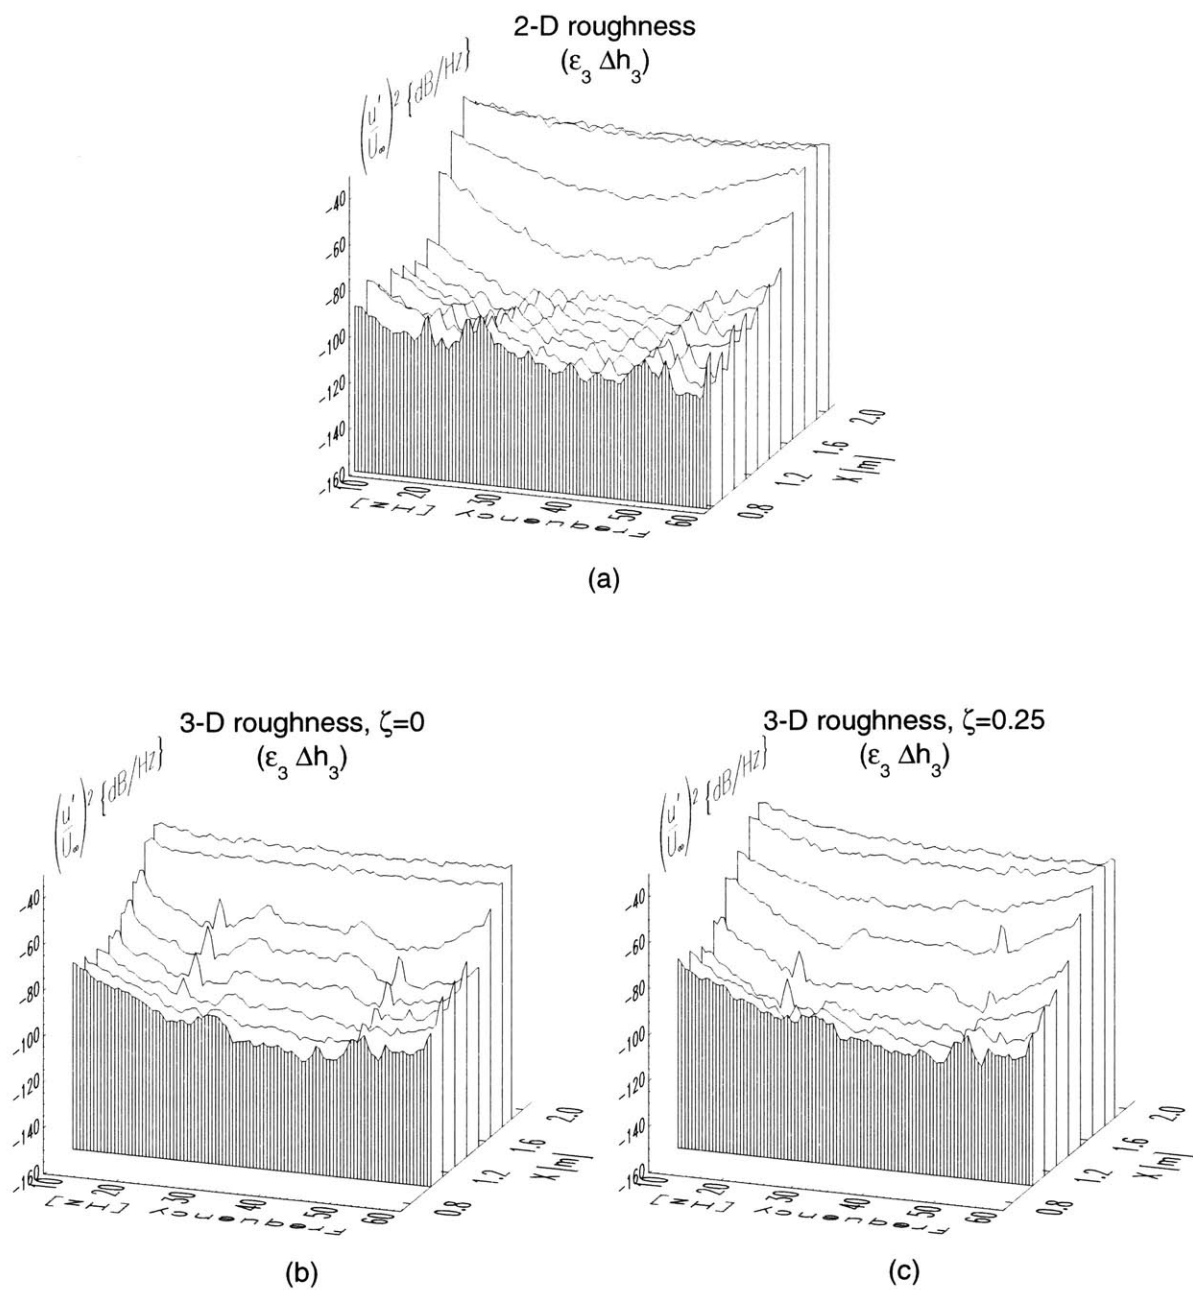 2-D roughness
(ε₃ Δh₃)
(u'/U∞)² {dB/Hz}
-40
-60
-80
-100
-120
-140
-160
10 20 30 40 50 60
Frequency [Hz]
0.8 1.2 1.6 2.0
X [m]
(a)
3-D roughness, ζ=0
(ε₃ Δh₃)
(u'/U∞)² {dB/Hz}
-40
-60
-80
-100
-120
-140
-160
10 20 30 40 50 60
Frequency [Hz]
0.8 1.2 1.6 2.0
X [m]
(b)
3-D roughness, ζ=0.25
(ε₃ Δh₃)
(u'/U∞)² {dB/Hz}
-40
-60
-80
-100
-120
-140
-160
10 20 30 40 50 60
Frequency [Hz]
0.8 1.2 1.6 2.0
X [m]
(c)